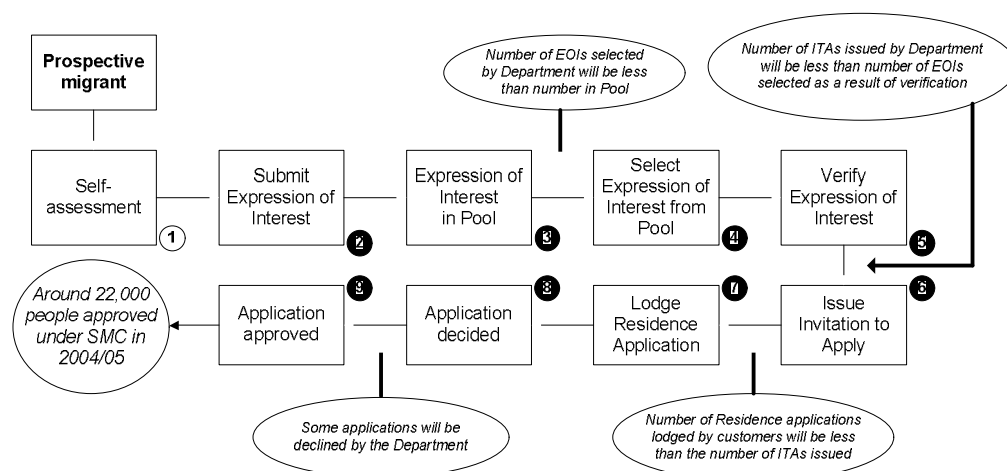 Prospective
migrant
Number of EOIs selected
by Department will be less
than number in Pool
Number of ITAs issued by Department
will be less than number of EOIs
selected as a result of verification
Self-
assessment
1
Submit
Expression of
Interest
2
Expression of
Interest
in Pool
3
Select
Expression of
Interest from
Pool
4
Verify
Expression of
Interest
5
Issue
Invitation to
Apply
6
Lodge
Residence
Application
7
Application
decided
8
Application
approved
9
Around 22,000
people approved
under SMC in
2004/05
Some applications will be
declined by the Department
Number of Residence applications
lodged by customers will be less
than the number of ITAs issued